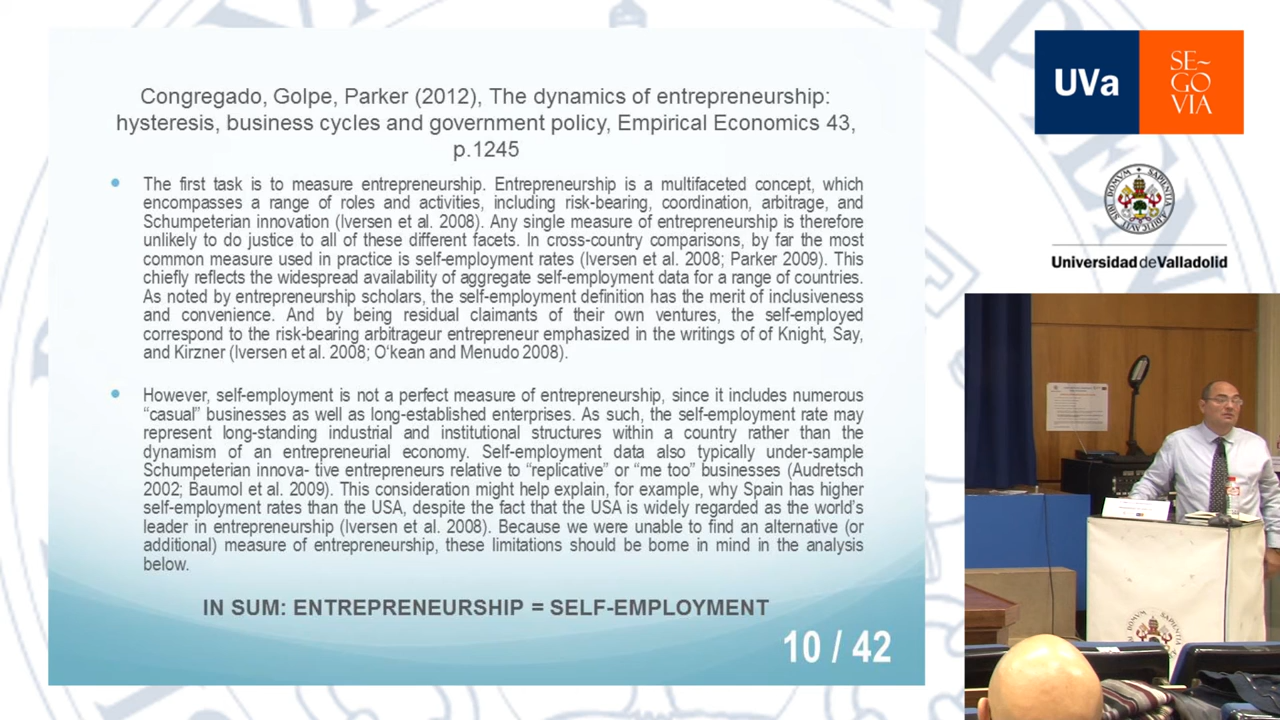 Congregado, Golpe, Parker (2012), The dynamics of entrepreneurship:
hysteresis, business cycles and government policy, Empirical Economics 43,
p.1245
The first task is to measure entrepreneurship. Entrepreneurship is a multifaceted concept, which
encompasses a range of roles and activities, including risk-bearing, coordination, arbitrage, and
Schumpeterian innovation (Iversen et al. 2008). Any single measure of entrepreneurship is therefore
unlikely to do justice to all of these different facets. In cross-country comparisons, by far the most
common measure used in practice is self-employment rates (Iversen et al. 2008; Parker 2009). This
chiefly reflects the widespread availability of aggregate self-employment data for a range of countries.
As noted by entrepreneurship scholars, the self-employment definition has the merit of inclusiveness
and convenience. And by being residual claimants of their own ventures, the self-employed
correspond to the risk-bearing arbitrageur entrepreneur emphasized in the writings of of Knight, Say,
and Kirzner (Iversen et al. 2008; O‘kean and Menudo 2008).
However, self-employment is not a perfect measure of entrepreneurship, since it includes numerous
“casual” businesses as well as long-established enterprises. As such, the self-employment rate may
represent long-standing industrial and institutional structures within a country rather than the
dynamism of an entrepreneurial economy. Self-employment data also typically under-sample
Schumpeterian innova- tive entrepreneurs relative to “replicative” or “me too” businesses (Audretsch
2002; Baumol et al. 2009). This consideration might help explain, for example, why Spain has higher
self-employment rates than the USA, despite the fact that the USA is widely regarded as the world’s
leader in entrepreneurship (Iversen et al. 2008). Because we were unable to find an alternative (or
additional) measure of entrepreneurship, these limitations should be borne in mind in the analysis
below.
IN SUM: ENTREPRENEURSHIP = SELF-EMPLOYMENT
10 / 42
UVa
SE~
GO
VIA
Universidad de Valladolid